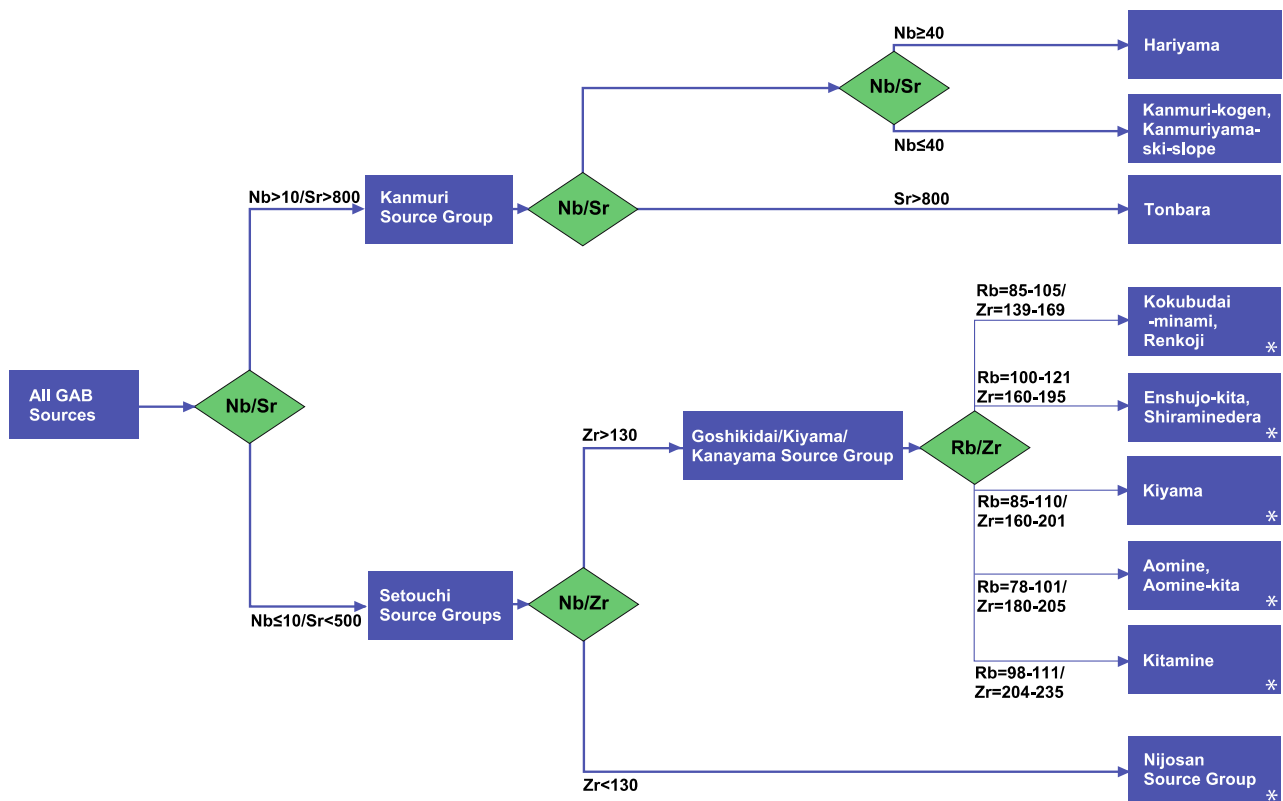 Nb≥40
Hariyama
Nb/Sr
Kanmuri-kogen,
Kanmuriyama-
ski-slope
Nb≤40
Nb>10/Sr>800
Kanmuri
Source Group
Nb/Sr
Sr>800
Tonbara
Rb=85-105/
Zr=139-169
Kokubudai
-minami,
Renkoji
*
All GAB
Sources
Nb/Sr
Rb=100-121
Zr=160-195
Enshujo-kita,
Shiraminedera
*
Zr>130
Goshikidai/Kiyama/
Kanayama Source Group
Rb/Zr
Rb=85-110/
Zr=160-201
Kiyama
*
Nb≤10/Sr<500
Setouchi
Source Groups
Nb/Zr
Rb=78-101/
Zr=180-205
Aomine,
Aomine-kita
*
Rb=98-111/
Zr=204-235
Kitamine
*
Zr<130
Nijosan
Source Group
*